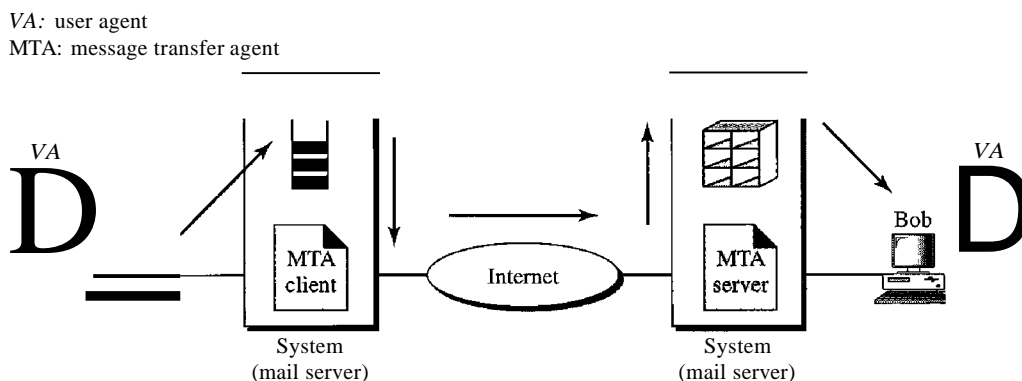 VA: user agent
MTA: message transfer agent
VA
D
VA
D
Bob
MTA
client
Internet
MTA
server
System
(mail server)
System
(mail server)